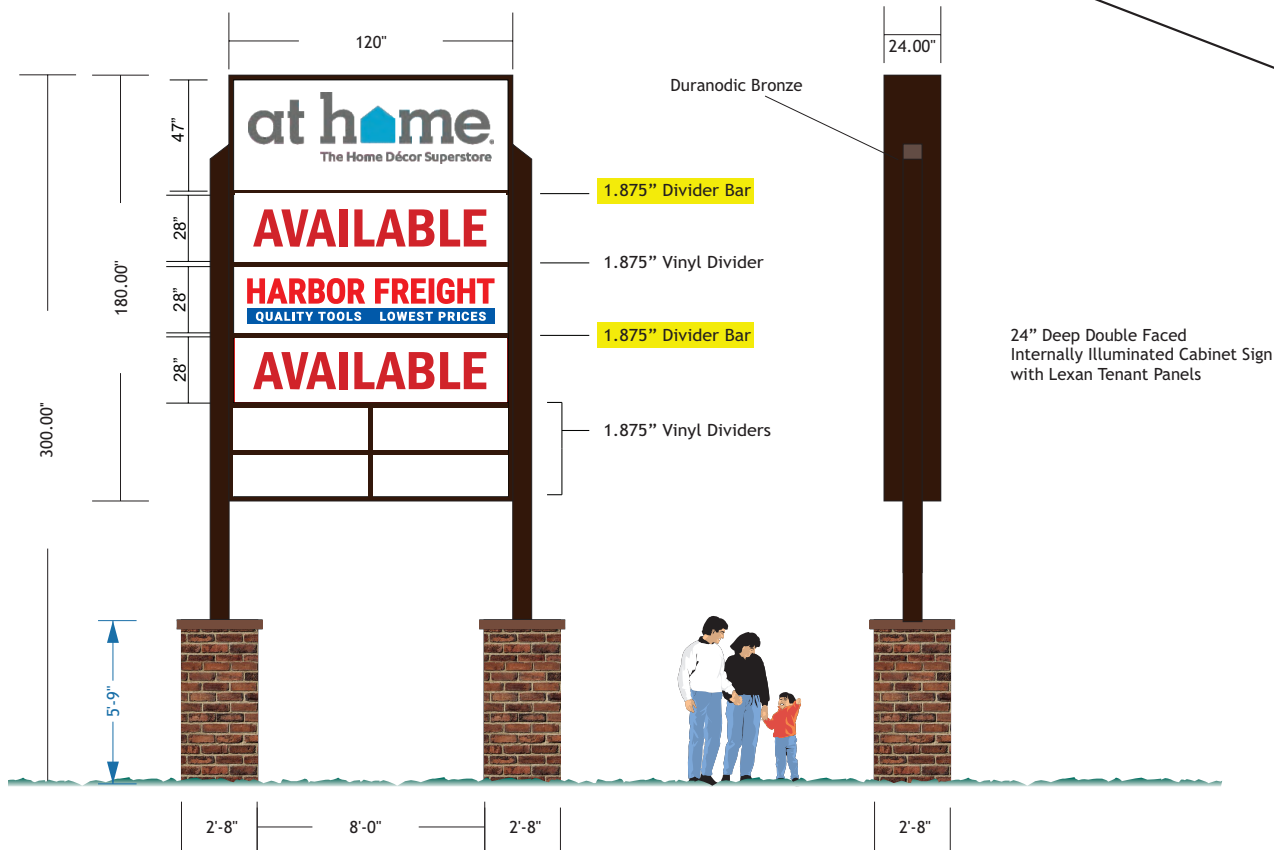 120"
24.00"
Duranodic Bronze
47"
at home.
The Home Décor Superstore
1.875” Divider Bar
28"
AVAILABLE
1.875” Vinyl Divider
180.00"
28"
HARBOR FREIGHT
QUALITY TOOLS LOWEST PRICES
1.875” Divider Bar
24” Deep Double Faced
Internally Illuminated Cabinet Sign
with Lexan Tenant Panels
28"
AVAILABLE
300.00"
1.875” Vinyl Dividers
5'-9"
2'-8"
8'-0"
2'-8"
2'-8"